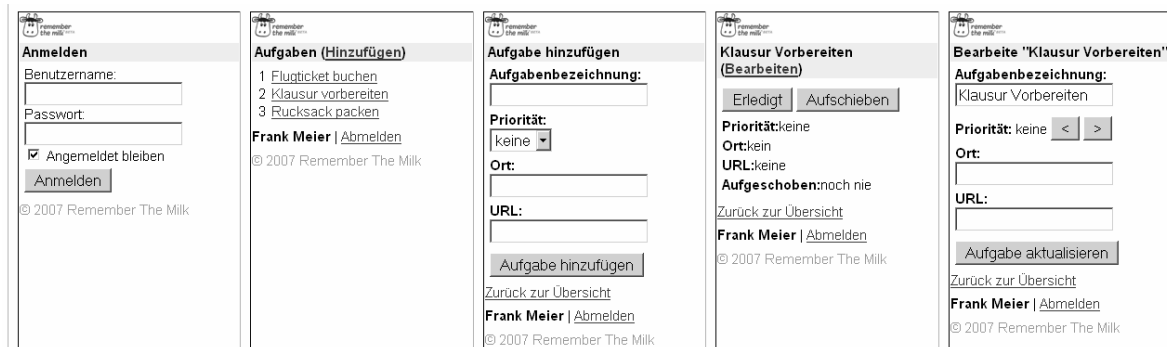 remember
the milk
Anmelden
Benutzername:
Passwort:
Angemeldet bleiben
Anmelden
© 2007 Remember The Milk
remember
the milk
Aufgaben (Hinzufügen)
1 Flugticket buchen
2 Klausur vorbereiten
3 Rucksack packen
Frank Meier | Abmelden
© 2007 Remember The Milk
remember
the milk
Aufgabe hinzufügen
Aufgabenbezeichnung:
Priorität:
keine
Ort:
URL:
Aufgabe hinzufügen
Zurück zur Übersicht
Frank Meier | Abmelden
© 2007 Remember The Milk
remember
the milk
Klausur Vorbereiten
(Bearbeiten)
Erledigt Aufschieben
Priorität:keine
Ort:kein
URL:keine
Aufgeschoben:noch nie
Zurück zur Übersicht
Frank Meier | Abmelden
© 2007 Remember The Milk
remember
the milk
Bearbeite "Klausur Vorbereiten"
Aufgabenbezeichnung:
Klausur Vorbereiten
Priorität: keine < >
Ort:
URL:
Aufgabe aktualisieren
Zurück zur Übersicht
Frank Meier | Abmelden
© 2007 Remember The Milk